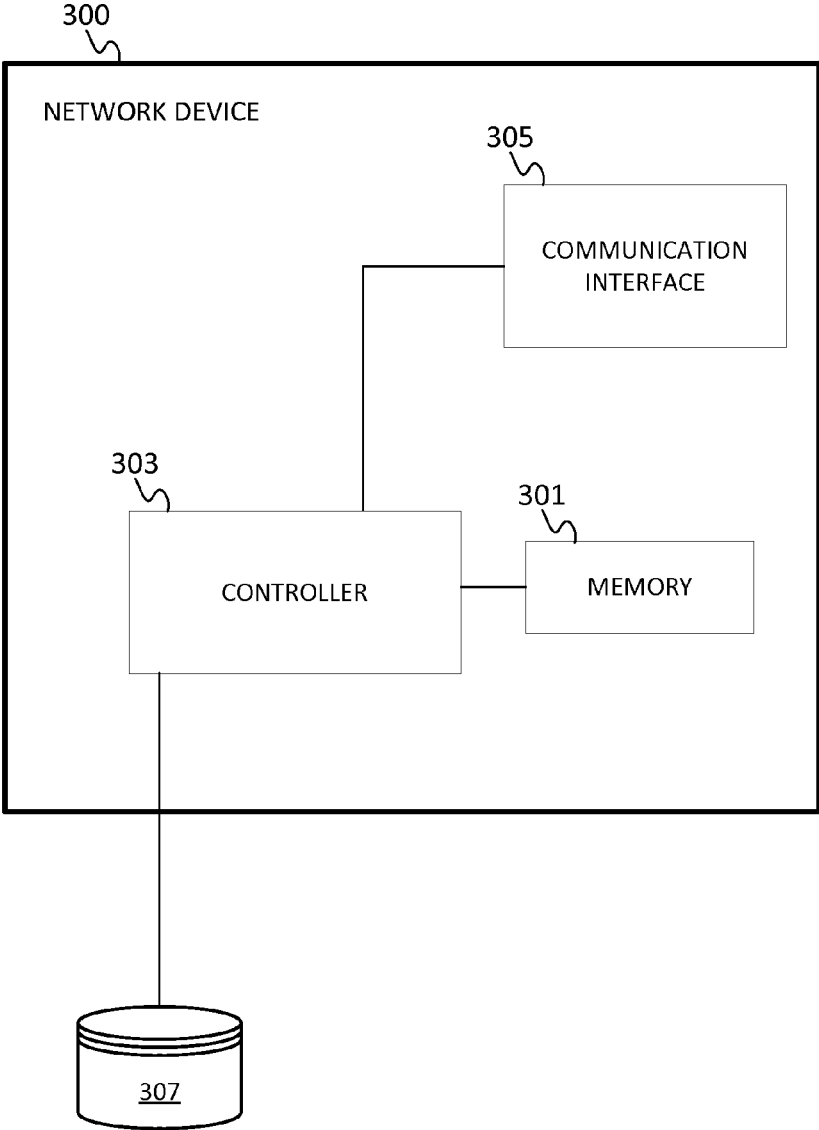 300
NETWORK DEVICE
305
COMMUNICATION
INTERFACE
303
CONTROLLER
301
MEMORY
307